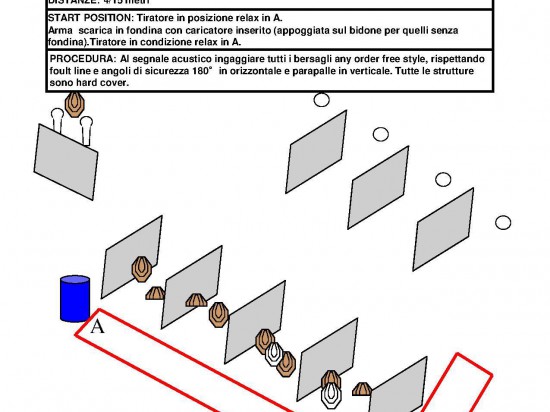 DISTANZE: 4/15 metri
START POSITION: Tiratore in posizione relax in A.
Arma  scarica in fondina con caricatore inserito (appoggiata sul bidone per quelli senza
fondina).Tiratore in condizione relax in A.
PROCEDURA: Al segnale acustico ingaggiare tutti i bersagli any order free style, rispettando
foult line e angoli di sicurezza 180° in orizzontale e parapalle in verticale. Tutte le strutture
sono hard cover.
A